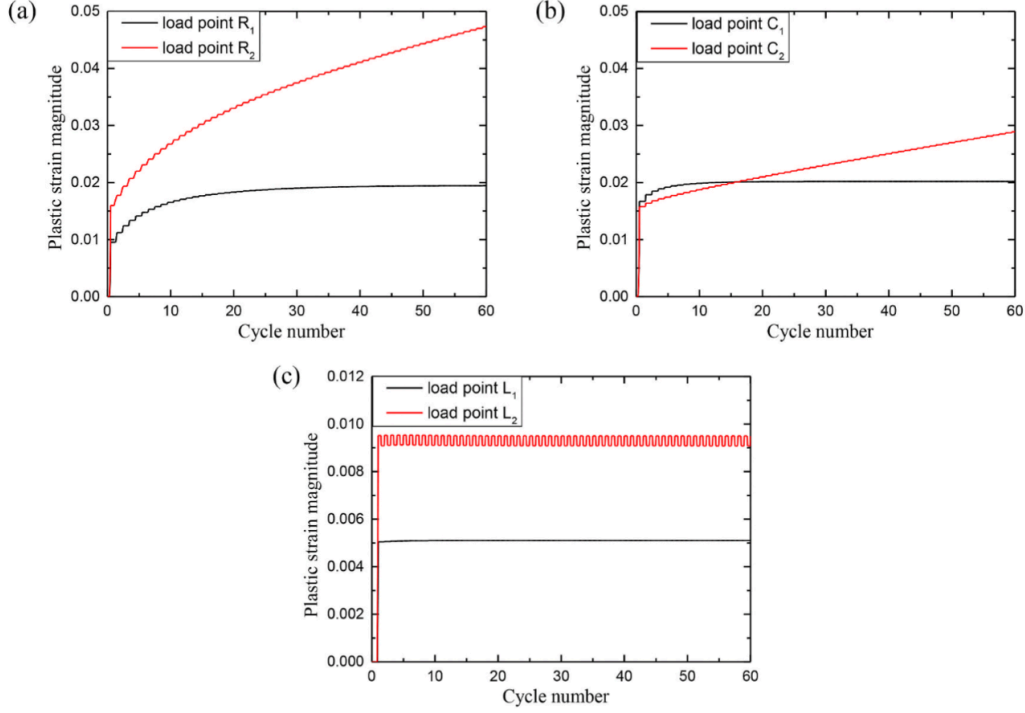 (a)
load point R1
load point R2
0.05
0.04
0.03
0.02
0.01
0.00
Plastic strain magnitude
0 10 20 30 40 50 60
Cycle number
(b)
load point C1
load point C2
0.05
0.04
0.03
0.02
0.01
0.00
Plastic strain magnitude
0 10 20 30 40 50 60
Cycle number
(c)
load point L1
load point L2
0.012
0.010
0.008
0.006
0.004
0.002
0.000
Plastic strain magnitude
0 10 20 30 40 50 60
Cycle number